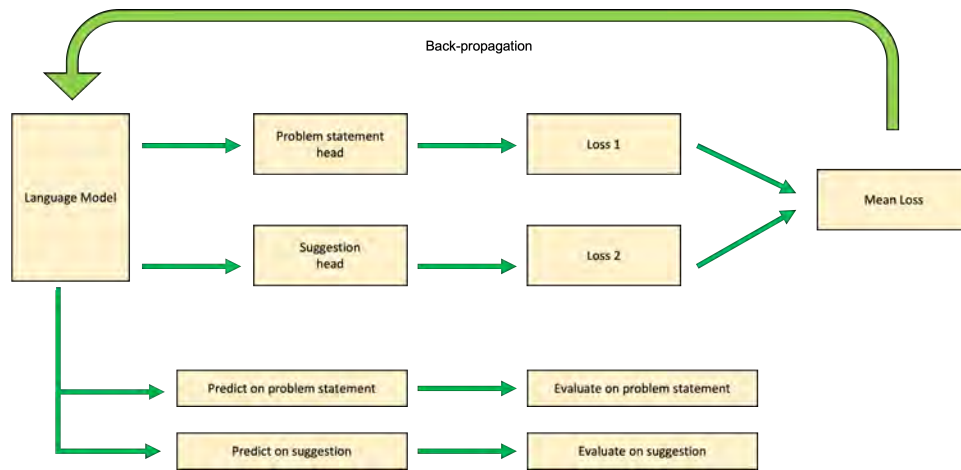 Back-propagation
Problem statement
head
Loss 1
Language Model
Mean Loss
Suggestion
head
Loss 2
Predict on problem statement
Evaluate on problem statement
Predict on suggestion
Evaluate on suggestion